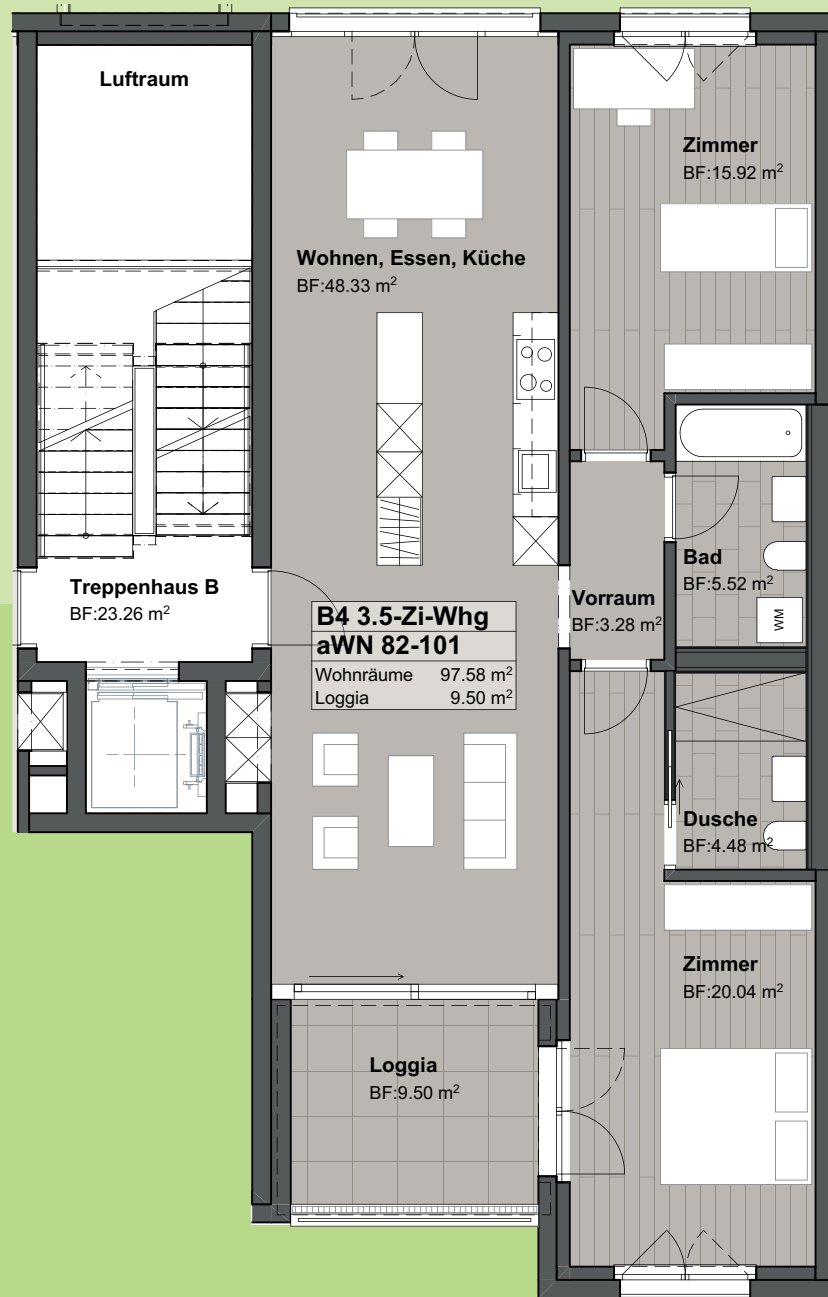 Luftraum
Zimmer
BF:15.92 m²
Wohnen, Essen, Küche
BF:48.33 m²
Bad
BF:5.52 m²
Treppenhaus B
BF:23.26 m²
Vorraum
BF:3.28 m²
WM
B4 3.5-Zi-Whg
aWN 82-101
Wohnräume 97.58 m²
Loggia 9.50 m²
Dusche
BF:4.48 m²
Zimmer
BF:20.04 m²
Loggia
BF:9.50 m²